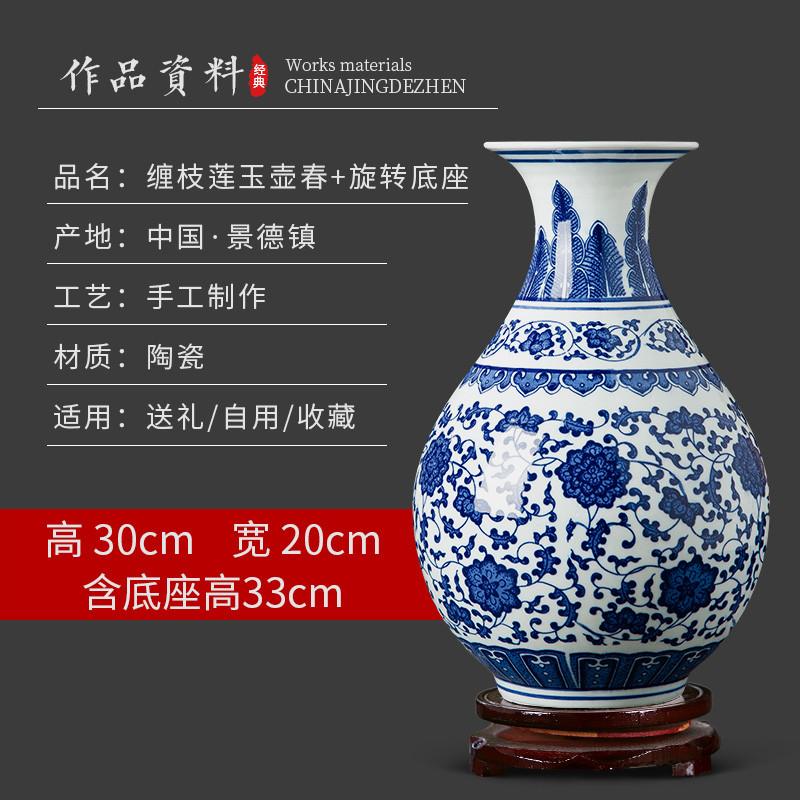 作品資料
经典
Works materials
CHINAJINGDEZHEN
品名：缠枝莲玉壶春+旋转底座
产地：中国·景德镇
工艺：手工制作
材质：陶瓷
适用：送礼/自用/收藏
高 30cm 宽 20cm
含底座高33cm